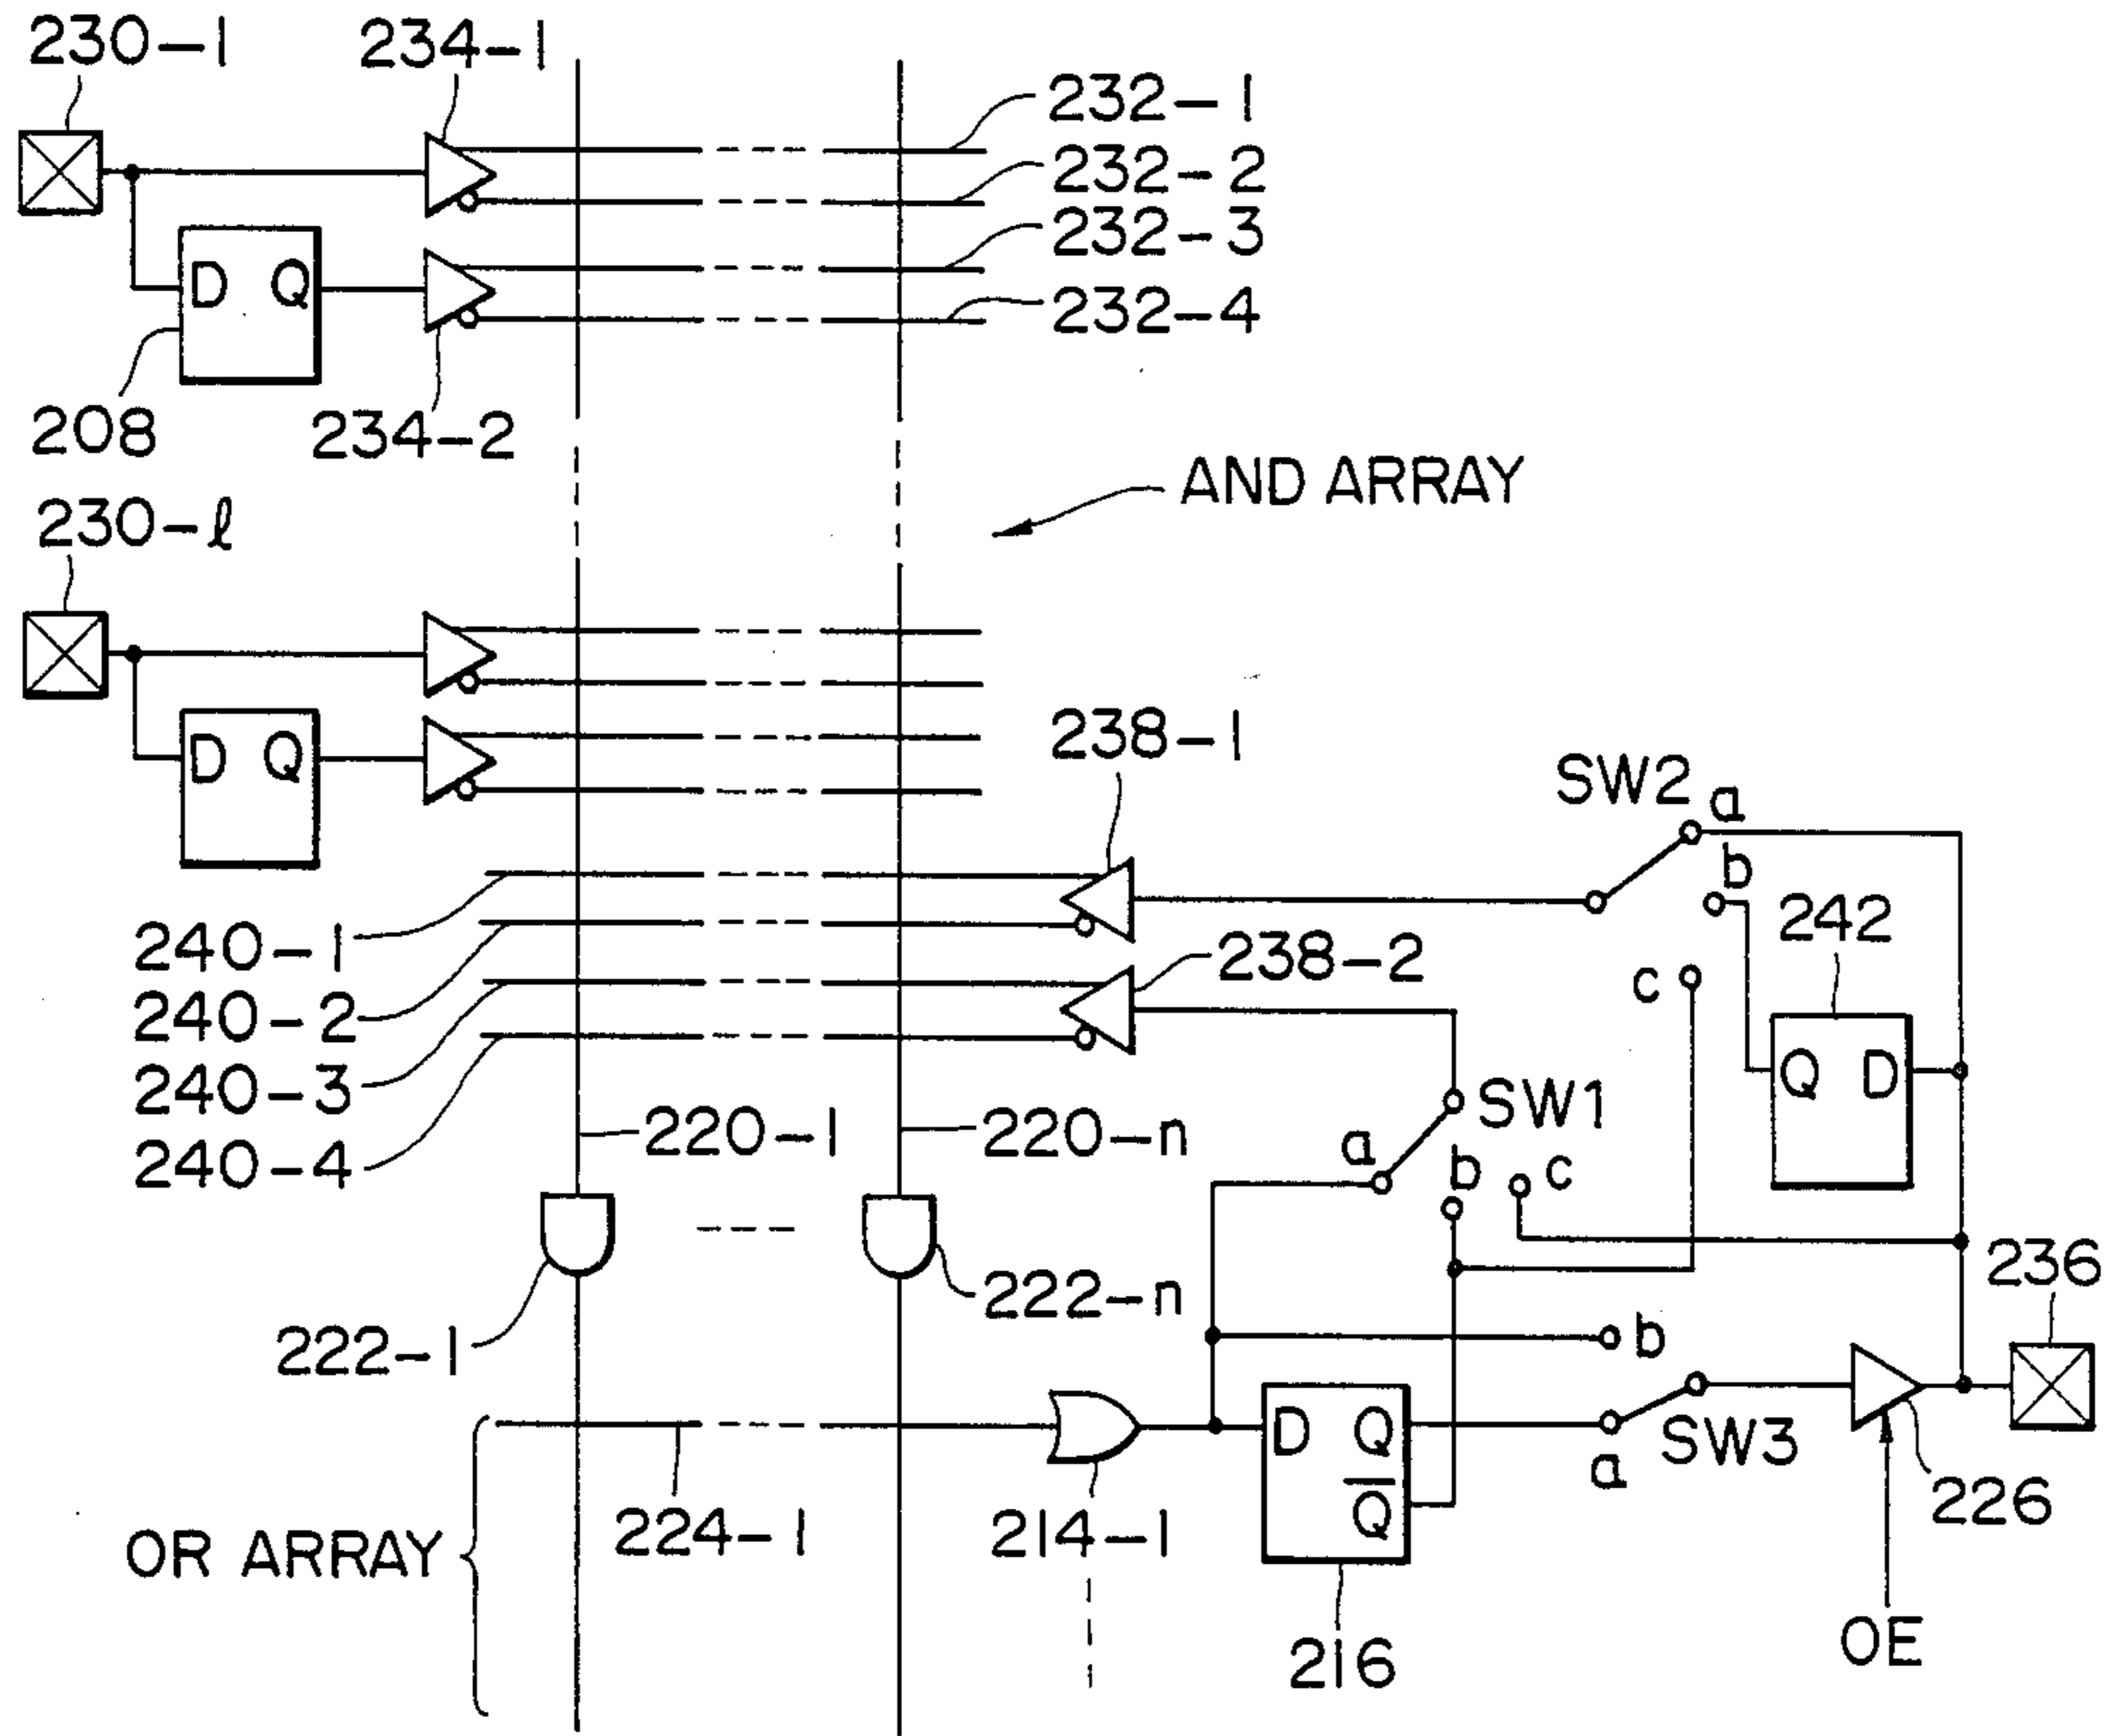 230-1
234-1
232-1
232-2
232-3
232-4
D Q
208
234-2
AND ARRAY
230-ℓ
D Q
238-1
SW2
a
b
c
242
Q D
240-1
240-2
240-3
240-4
238-2
SW1
a
b
c
220-1
220-n
222-1
222-n
236
b
a
SW3
D Q
Q̅
226
OR ARRAY
224-1
214-1
216
OE